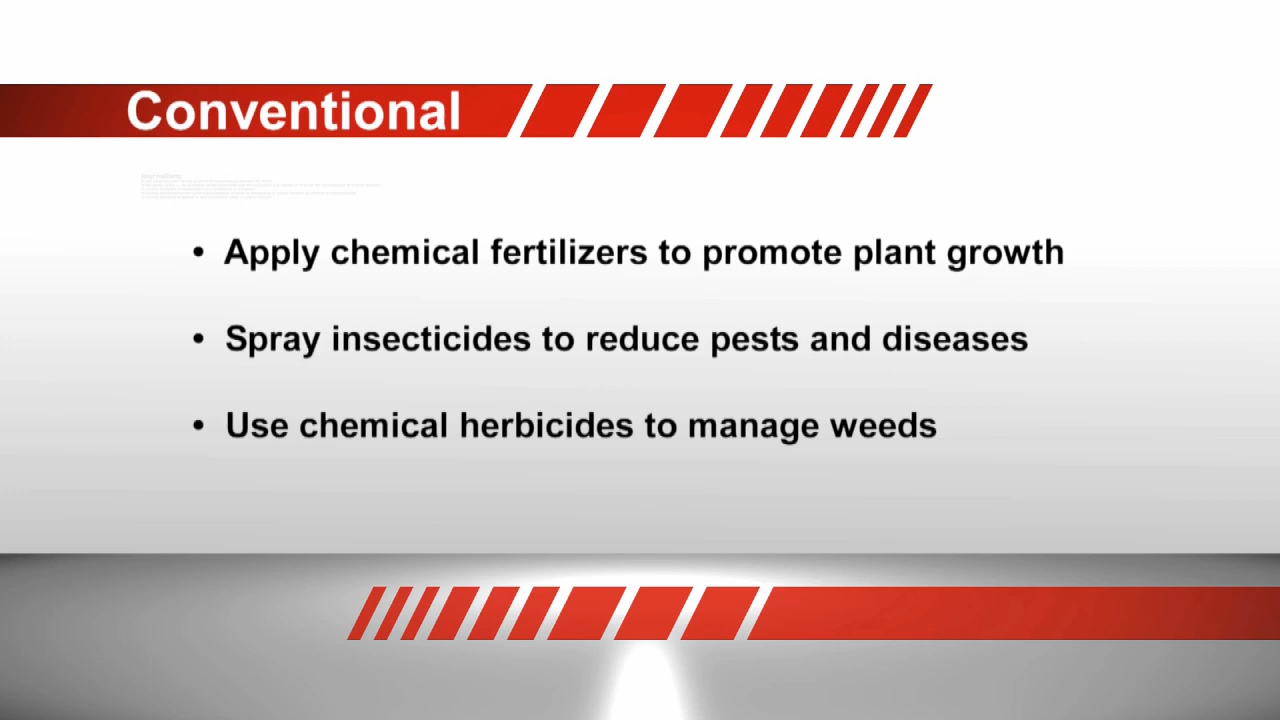 Conventional
• Apply chemical fertilizers to promote plant growth
• Spray insecticides to reduce pests and diseases
• Use chemical herbicides to manage weeds